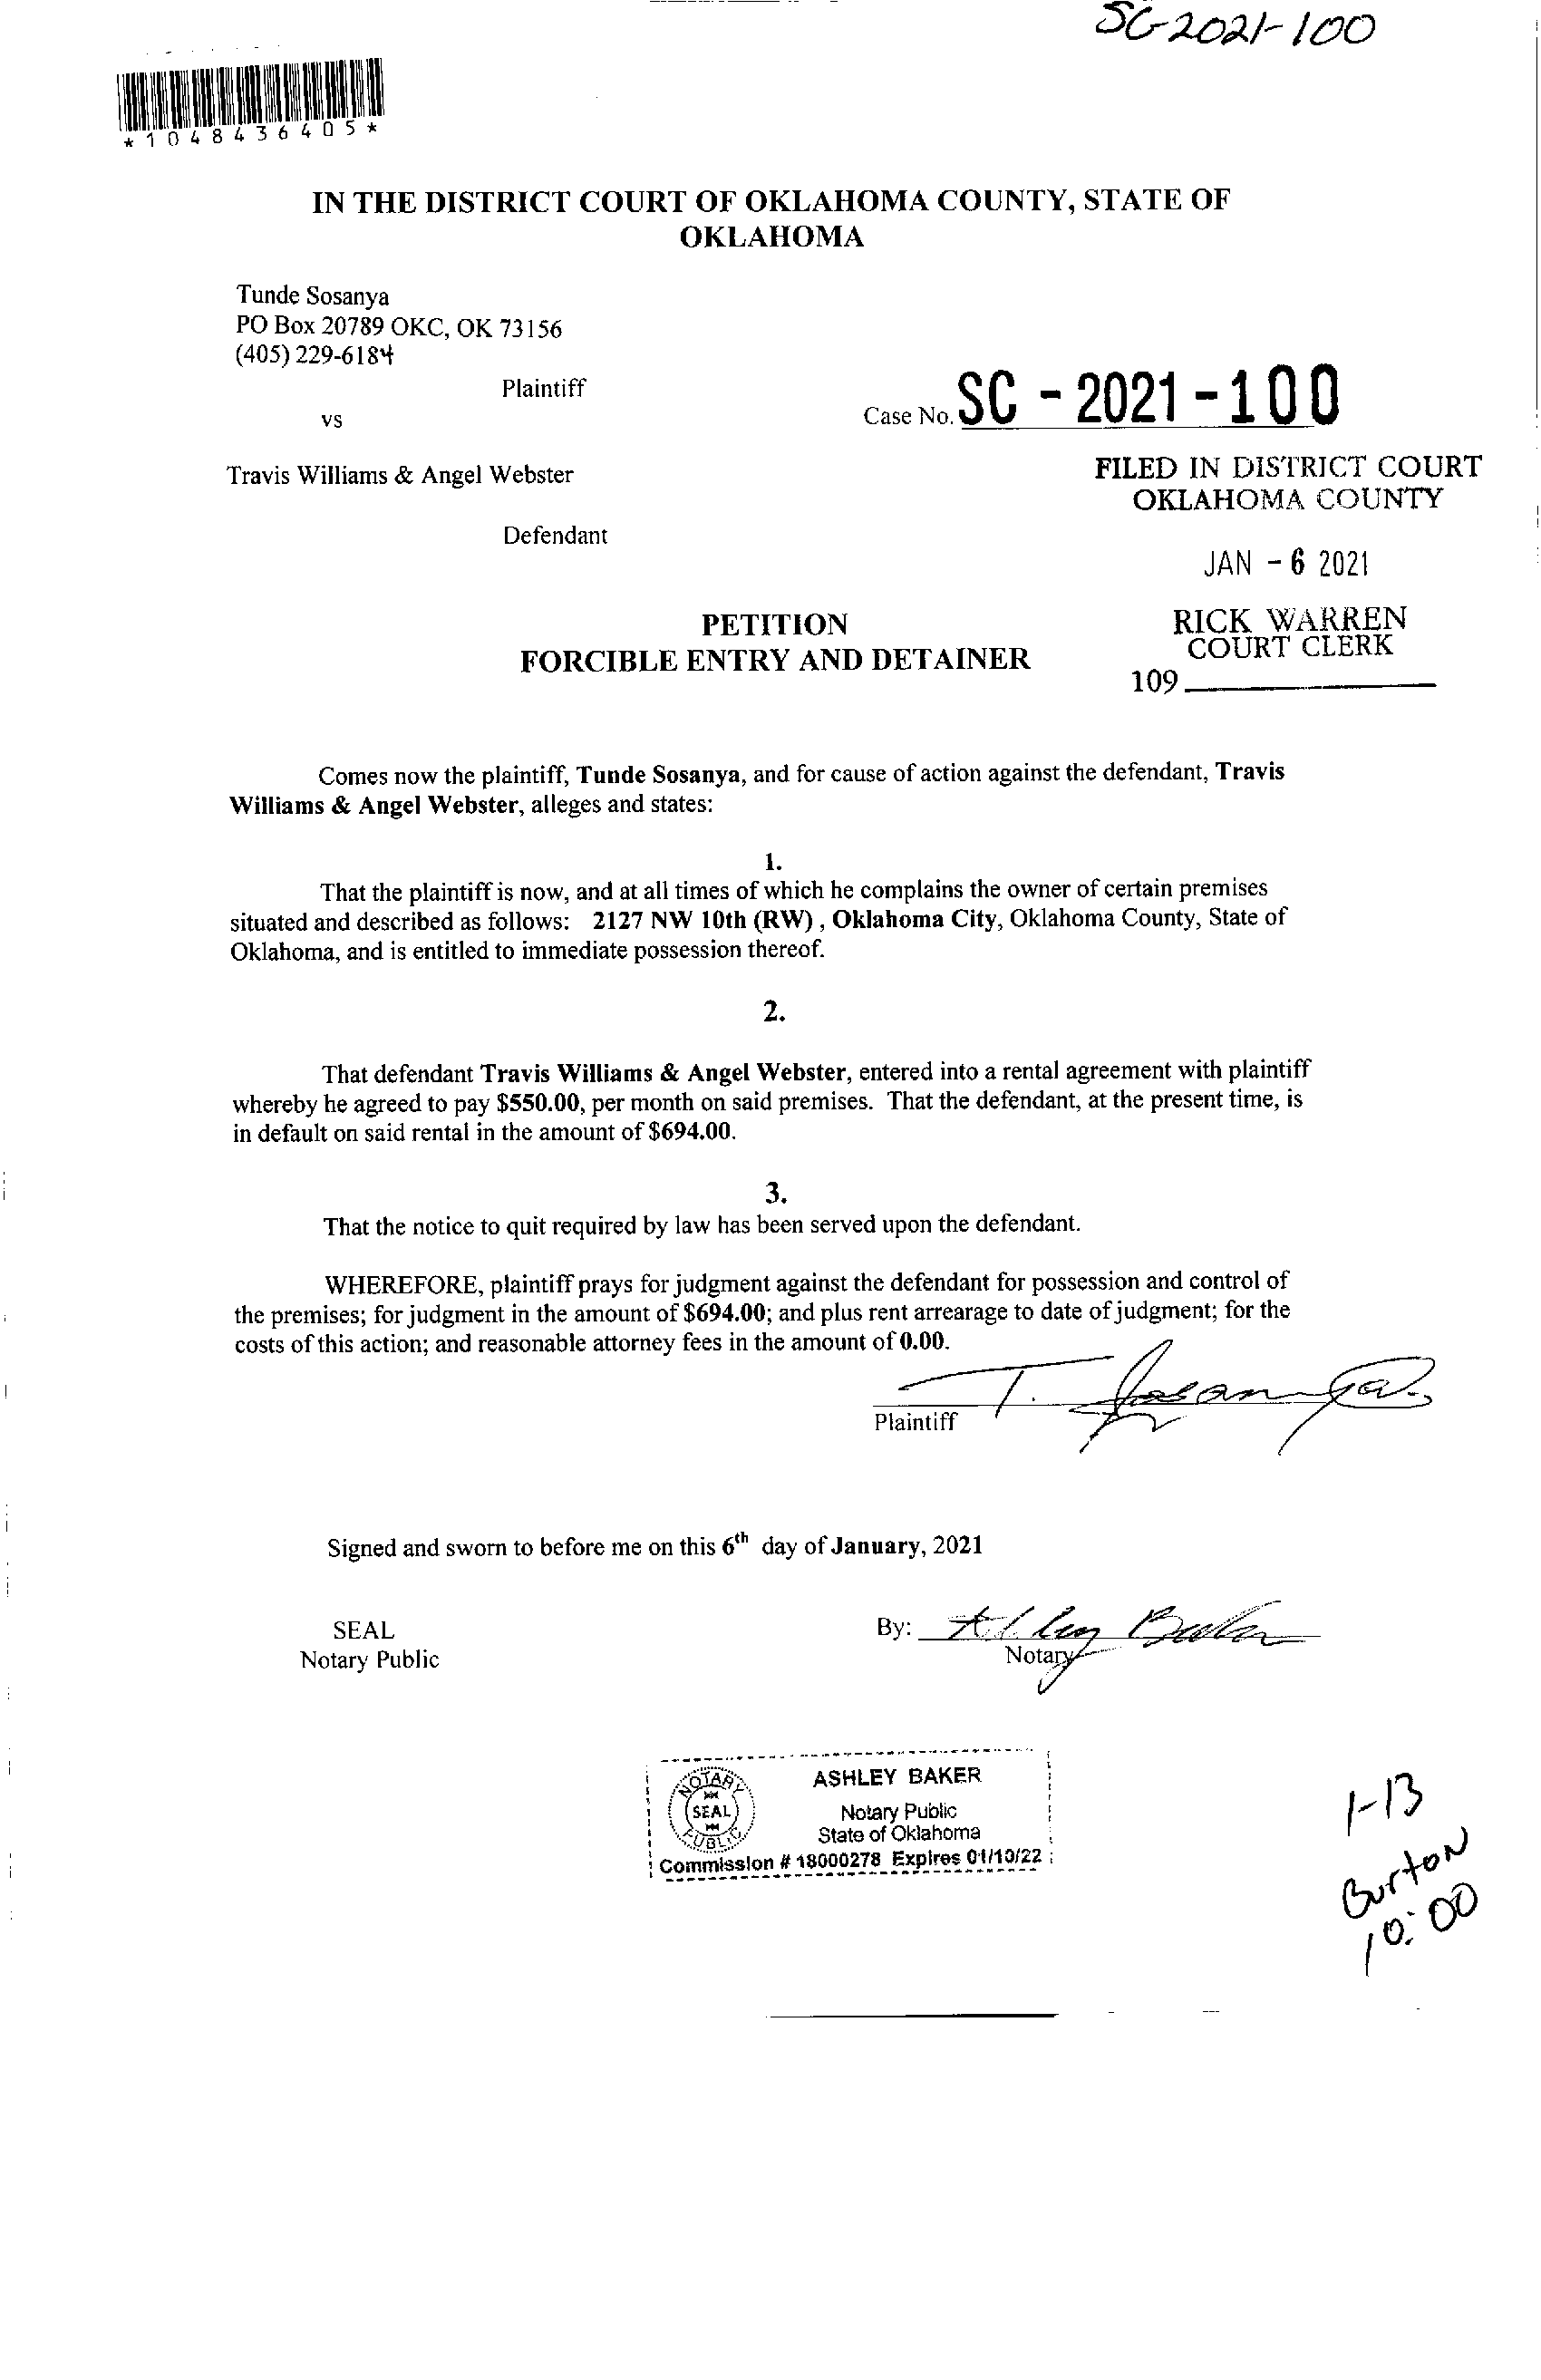 SC-2021-100
*1048436405*
IN THE DISTRICT COURT OF OKLAHOMA COUNTY, STATE OF
OKLAHOMA
Tunde Sosanya
PO Box 20789 OKC, OK 73156
(405) 229-6184
Plaintiff
vs
Case No. SC - 2021 - 100
Travis Williams & Angel Webster
FILED IN DISTRICT COURT
OKLAHOMA COUNTY
Defendant
JAN - 6 2021
PETITION
FORCIBLE ENTRY AND DETAINER
RICK WARREN
COURT CLERK
109
Comes now the plaintiff, Tunde Sosanya, and for cause of action against the defendant, Travis
Williams & Angel Webster, alleges and states:
1.
That the plaintiff is now, and at all times of which he complains the owner of certain premises
situated and described as follows: 2127 NW 10th (RW) , Oklahoma City, Oklahoma County, State of
Oklahoma, and is entitled to immediate possession thereof.
2.
That defendant Travis Williams & Angel Webster, entered into a rental agreement with plaintiff
whereby he agreed to pay $550.00, per month on said premises. That the defendant, at the present time, is
in default on said rental in the amount of $694.00.
3.
That the notice to quit required by law has been served upon the defendant.
WHEREFORE, plaintiff prays for judgment against the defendant for possession and control of
the premises; for judgment in the amount of $694.00; and plus rent arrearage to date of judgment; for the
costs of this action; and reasonable attorney fees in the amount of 0.00.
T. Sosanya
Plaintiff
Signed and sworn to before me on this 6th day of January, 2021
SEAL
Notary Public
By: Ashley Baker
Notary
NOTARY
SEAL
PUBLIC
ASHLEY BAKER
Notary Public
State of Oklahoma
Commission # 18000278 Expires 01/10/22
1-13
Burton
10:00